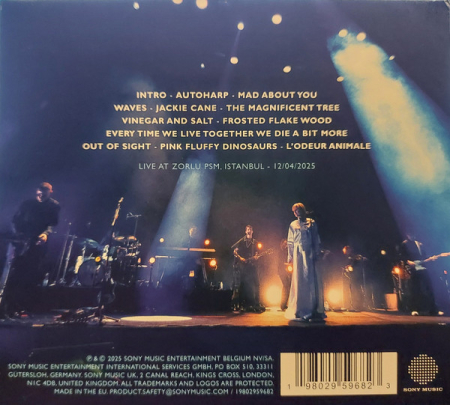 INTRO - AUTOHARP - MAD ABOUT YOU
WAVES - JACKIE CANE - THE MAGNIFICENT TREE
VINEGAR AND SALT - FROSTED FLAKE WOOD
EVERY TIME WE LIVE TOGETHER WE DIE A BIT MORE
OUT OF SIGHT - PINK FLUFFY DINOSAURS - L'ODEUR ANIMALE
LIVE AT ZORLU PSM, ISTANBUL - 12/04/2025
℗ & © 2025 SONY MUSIC ENTERTAINMENT BELGIUM NV/SA.
SONY MUSIC ENTERTAINMENT INTERNATIONAL SERVICES GMBH, PO BOX 510, 33311
GUTERSLOH, GERMANY. SONY MUSIC UK, 2 CANAL REACH, KINGS CROSS, LONDON,
N1C 4DB, UNITED KINGDOM. ALL TRADEMARKS AND LOGOS ARE PROTECTED.
MADE IN THE EU. PRODUCT.SAFETY@SONYMUSIC.COM | 19802959682
1 98029 59682 3
SONY MUSIC